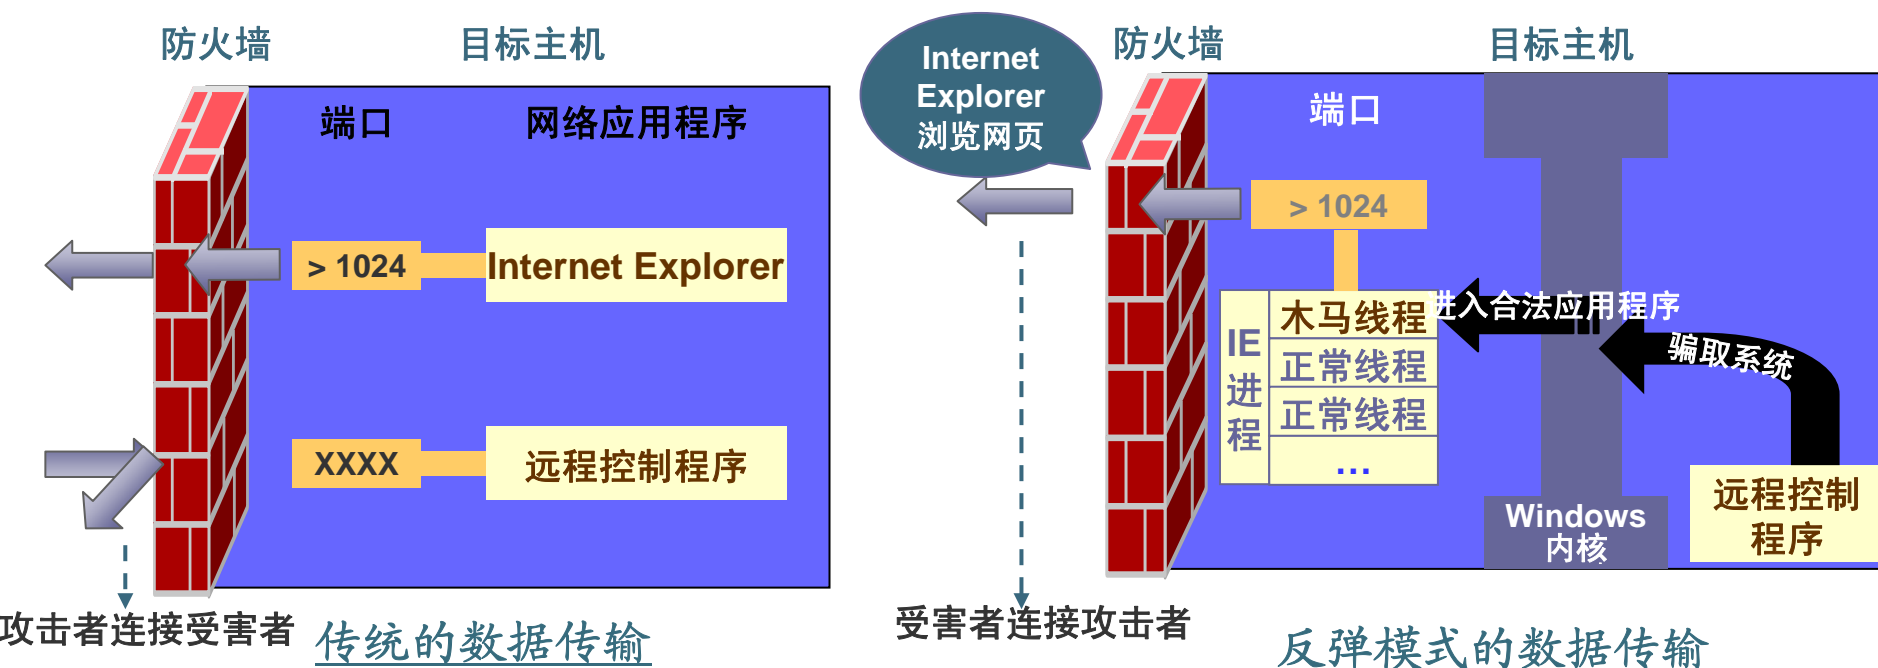 防火墙
目标主机
端口
网络应用程序
> 1024
Internet Explorer
XXXX
远程控制程序
攻击者连接受害者
传统的数据传输
Internet
Explorer
浏览网页
防火墙
目标主机
端口
> 1024
IE
进
程
木马线程
正常线程
正常线程
...
进入合法应用程序
骗取系统
Windows
内核
远程控制
程序
受害者连接攻击者
反弹模式的数据传输